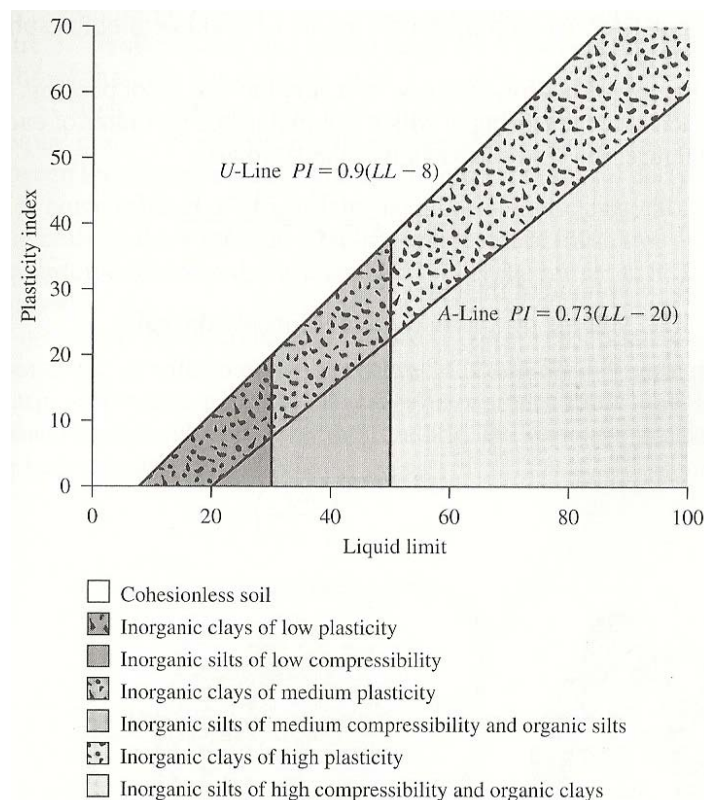 70
60
50
40
30
20
10
0
Plasticity index
U-Line PI = 0.9(LL − 8)
A-Line PI = 0.73(LL − 20)
0 20 40 60 80 100
Liquid limit
Cohesionless soil
Inorganic clays of low plasticity
Inorganic silts of low compressibility
Inorganic clays of medium plasticity
Inorganic silts of medium compressibility and organic silts
Inorganic clays of high plasticity
Inorganic silts of high compressibility and organic clays